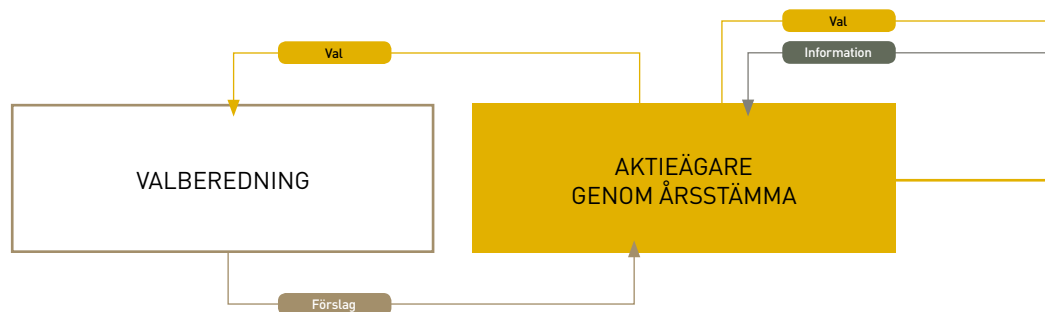 Val
Information
Val
VALBEREDNING
AKTIEÄGARE
GENOM ÅRSSTÄMMA
Förslag